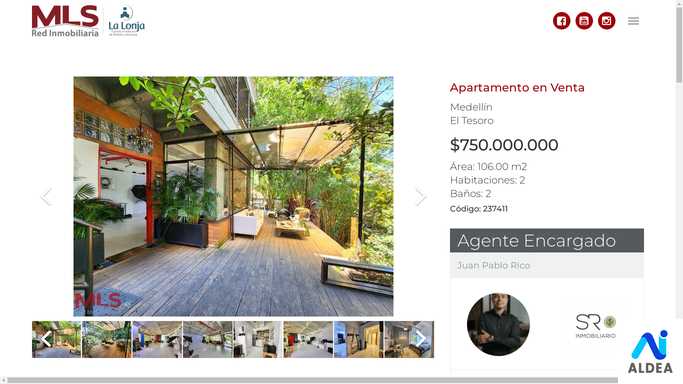 MLS
Red Inmobiliaria
La Lonja
Apartamento en Venta
Medellín
El Tesoro
$750.000.000
Área: 106.00 m2
Habitaciones: 2
Baños: 2
Código: 237411
Agente Encargado
Juan Pablo Rico
MLS
SR
INMOBILIARIO
ALDEA